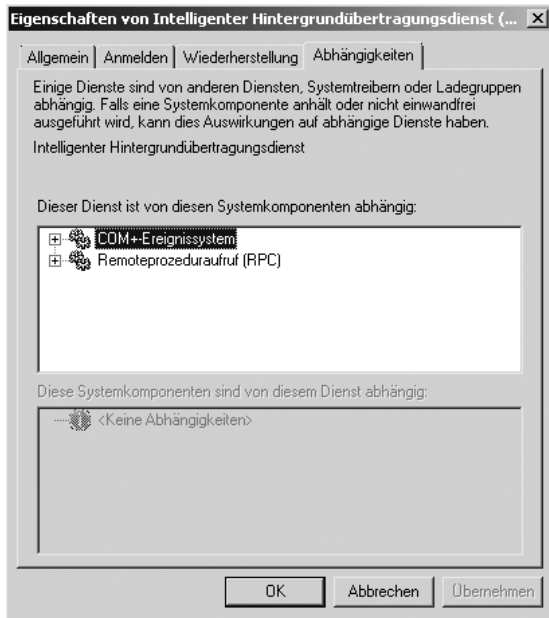 Eigenschaften von Intelligenter Hintergrundübertragungsdienst (...
Allgemein Anmelden Wiederherstellung Abhängigkeiten
Einige Dienste sind von anderen Diensten, Systemtreibern oder Ladegruppen
abhängig. Falls eine Systemkomponente anhält oder nicht einwandfrei
ausgeführt wird, kann dies Auswirkungen auf abhängige Dienste haben.
Intelligenter Hintergrundübertragungsdienst
Dieser Dienst ist von diesen Systemkomponenten abhängig:
COM+-Ereignissystem
Remoteprozeduraufruf (RPC)
Diese Systemkomponenten sind von diesem Dienst abhängig:
<Keine Abhängigkeiten>
OK Abbrechen Übernehmen